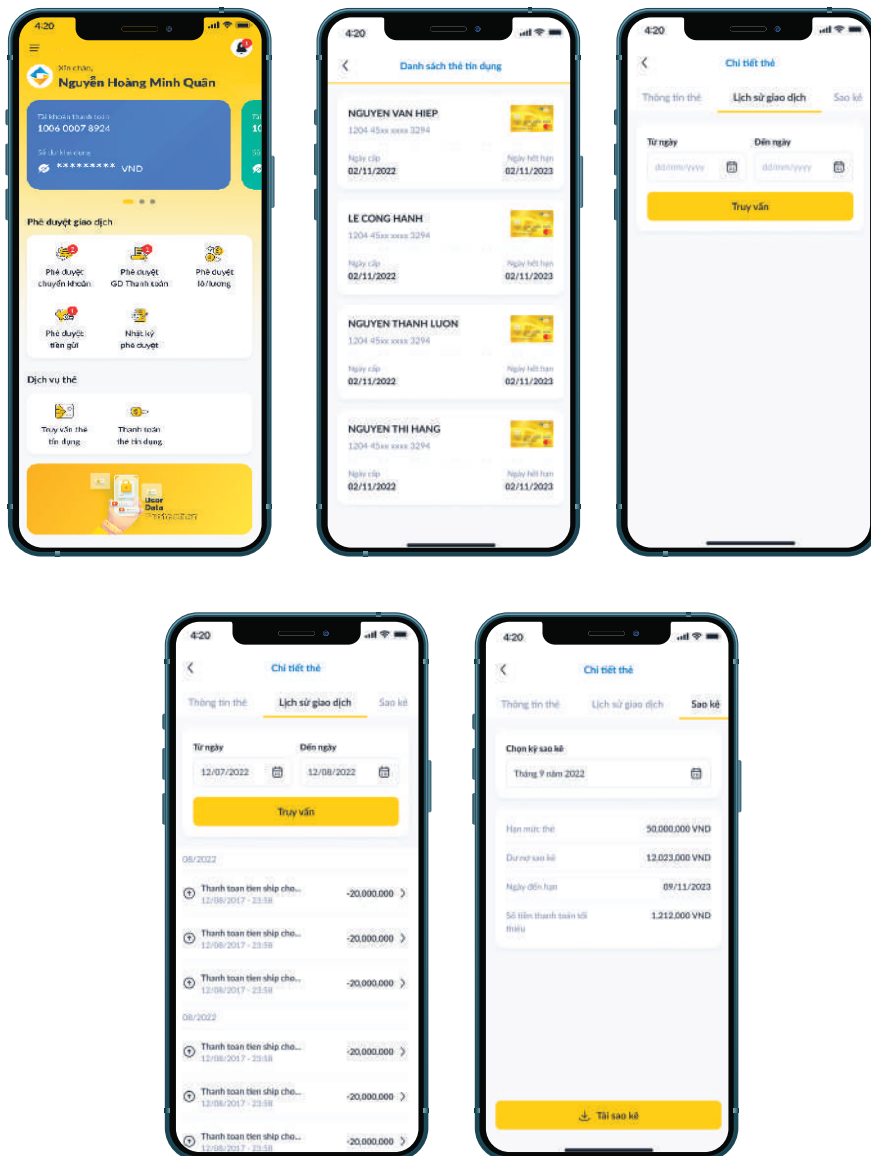 4:20
Xin chào,
Nguyễn Hoàng Minh Quân
Tài khoản thanh toán
1006 0007 8924
Số dư khả dụng
********* VND
Tài
10
Số
Phê duyệt giao dịch
2
Phê duyệt
chuyển khoản
Phê duyệt
GD Thanh toán
Phê duyệt
lô/lương
Phê duyệt
tiền gửi
Nhật ký
phê duyệt
Dịch vụ thẻ
Truy vấn thẻ
tín dụng
Thanh toán
thẻ tín dụng
User
Data
Protection
4:20
Danh sách thẻ tín dụng
NGUYEN VAN HIEP
1204 45xx xxxx 3294
Ngày cấp
Ngày hết hạn
02/11/2022
02/11/2023
LE CONG HANH
1204 45xx xxxx 3294
Ngày cấp
Ngày hết hạn
02/11/2022
02/11/2023
NGUYEN THANH LUON
1204 45xx xxxx 3294
Ngày cấp
Ngày hết hạn
02/11/2022
02/11/2023
NGUYEN THI HANG
1204 45xx xxxx 3294
Ngày cấp
Ngày hết hạn
02/11/2022
02/11/2023
4:20
Chi tiết thẻ
Thông tin thẻ
Lịch sử giao dịch
Sao kê
Từ ngày
Đến ngày
dd/mm/yyyy
dd/mm/yyyy
Truy vấn
4:20
Chi tiết thẻ
Thông tin thẻ
Lịch sử giao dịch
Sao kê
Từ ngày
Đến ngày
12/07/2022
12/08/2022
Truy vấn
08/2022
Thanh toan tien ship cho...
-20,000,000
12/08/2017 - 23:58
Thanh toan tien ship cho...
-20,000,000
12/08/2017 - 23:58
Thanh toan tien ship cho...
-20,000,000
12/08/2017 - 23:58
08/2022
Thanh toan tien ship cho...
-20,000,000
12/08/2017 - 23:58
Thanh toan tien ship cho...
-20,000,000
12/08/2017 - 23:58
Thanh toan tien ship cho...
-20,000,000
12/08/2017 - 23:58
4:20
Chi tiết thẻ
Thông tin thẻ
Lịch sử giao dịch
Sao kê
Chọn kỳ sao kê
Tháng 9 năm 2022
Hạn mức thẻ
50,000,000 VND
Dư nợ sao kê
12,023,000 VND
Ngày đến hạn
09/11/2023
Số tiền thanh toán tối
thiểu
1,212,000 VND
Tải sao kê